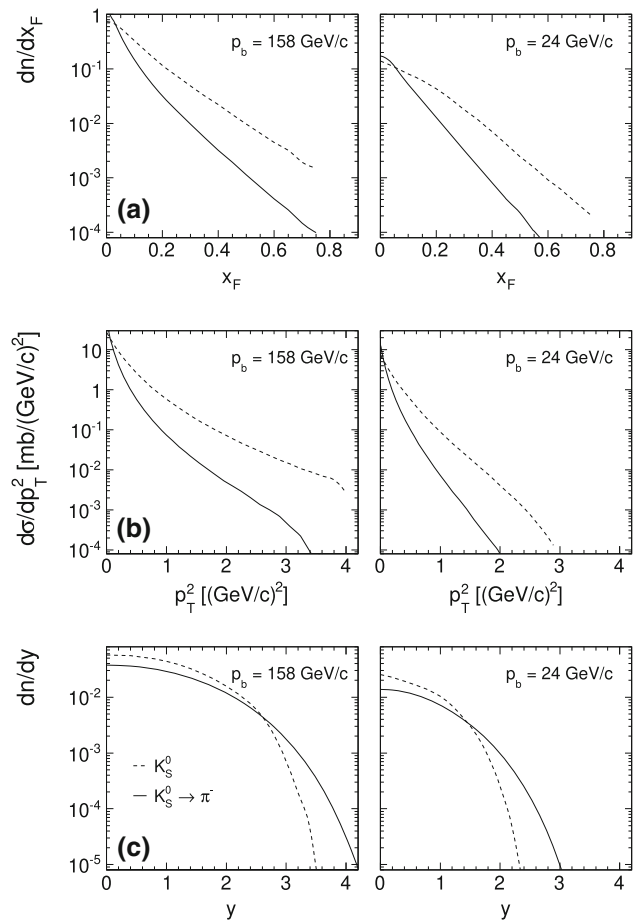 dn/dx_F
1
10^-1
10^-2
10^-3
10^-4
p_b = 158 GeV/c
(a)
0 0.2 0.4 0.6 0.8
x_F
p_b = 24 GeV/c
0 0.2 0.4 0.6 0.8
x_F
dσ/dp_T^2 [mb/(GeV/c)^2]
10
1
10^-1
10^-2
10^-3
10^-4
p_b = 158 GeV/c
(b)
0 1 2 3 4
p_T^2 [(GeV/c)^2]
p_b = 24 GeV/c
0 1 2 3 4
p_T^2 [(GeV/c)^2]
dn/dy
10^-2
10^-3
10^-4
10^-5
p_b = 158 GeV/c
K_S^0
K_S^0 → π^-
(c)
0 1 2 3 4
y
p_b = 24 GeV/c
0 1 2 3 4
y